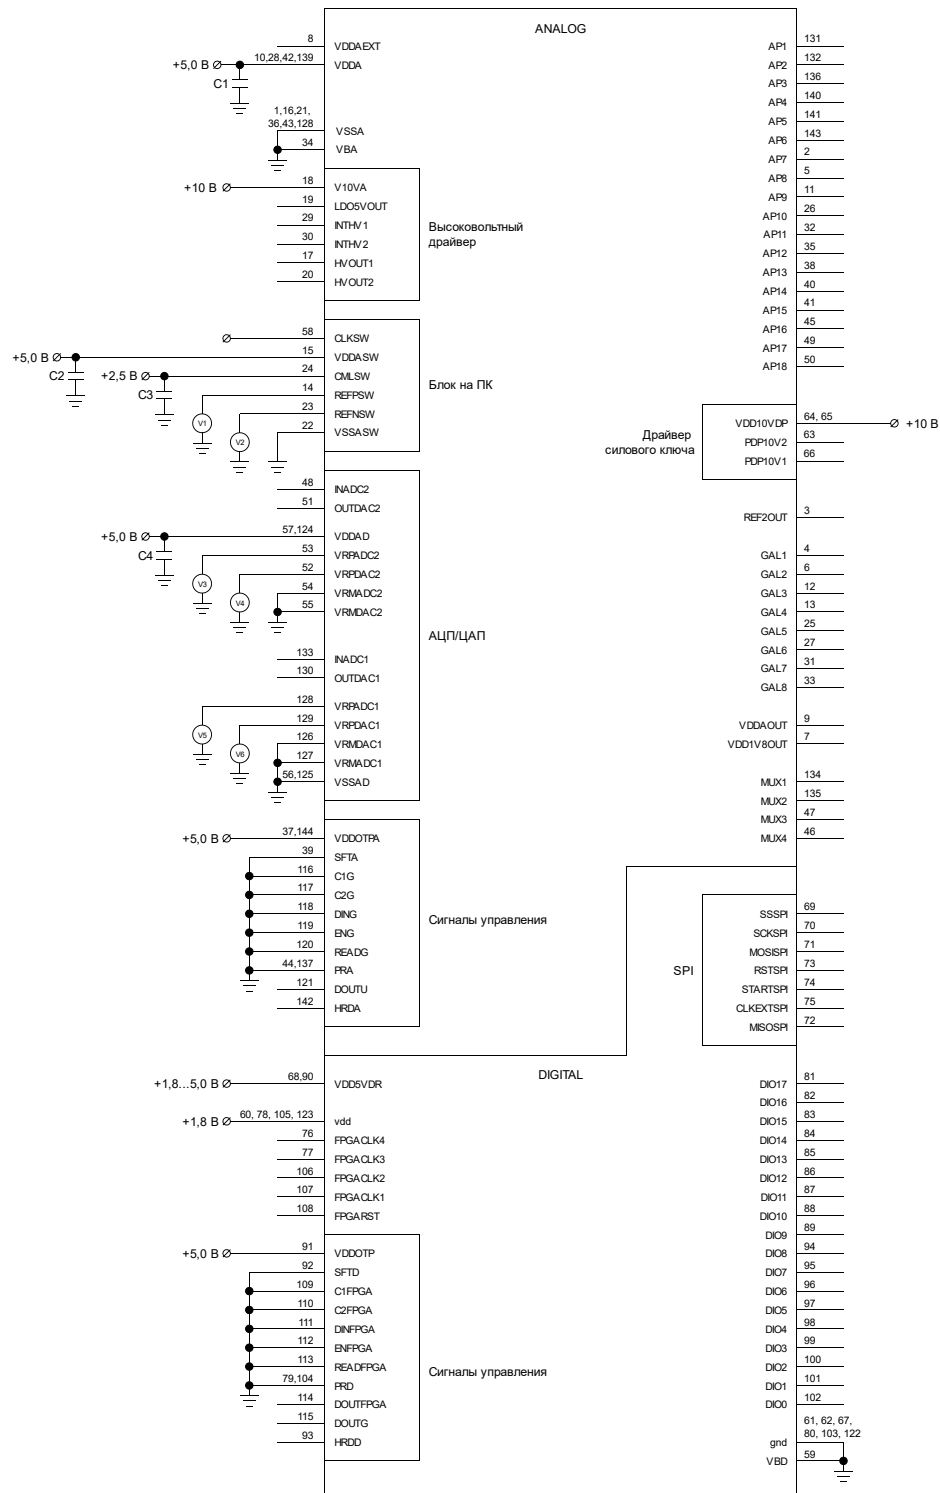 ANALOG
8 VDDAEXT
+5,0 В 10,28,42,139 VDDA
C1
1,16,21,
36,43,128 VSSA
34 VBA
+10 В 18 V10VA
19 LDO5VOUT
29 INTHV1
30 INTHV2
17 HVOUT1
20 HVOUT2
Высоковольтный
драйвер
58 CLKSW
+5,0 В 15 VDDASW
C2
+2,5 В 24 CMLSW
C3
14 REFPSW
V1
23 REFNSW
V2
22 VSSASW
Блок на ПК
48 INADC2
51 OUTDAC2
+5,0 В 57,124 VDDAD
C4
53 VRPADC2
V3
52 VRPDAC2
V4
54 VRMADC2
55 VRMDAC2
АЦП/ЦАП
133 INADC1
130 OUTDAC1
128 VRPADC1
V5
129 VRPDAC1
V6
126 VRMDAC1
127 VRMADC1
56,125 VSSAD
+5,0 В 37,144 VDDOTPA
39 SFTA
116 C1G
117 C2G
118 DING
119 ENG
120 READG
44,137 PRA
121 DOUTU
142 HRDA
Сигналы управления
AP1 131
AP2 132
AP3 136
AP4 140
AP5 141
AP6 143
AP7 2
AP8 5
AP9 11
AP10 26
AP11 32
AP12 35
AP13 38
AP14 40
AP15 41
AP16 45
AP17 49
AP18 50
Драйвер
силового ключа
VDD10VDP 64, 65 +10 В
PDP10V2 63
PDP10V1 66
REF2OUT 3
GAL1 4
GAL2 6
GAL3 12
GAL4 13
GAL5 25
GAL6 27
GAL7 31
GAL8 33
VDDAOUT 9
VDD1V8OUT 7
MUX1 134
MUX2 135
MUX3 47
MUX4 46
SPI
SSSPI 69
SCKSPI 70
MOSISPI 71
RSTSPI 73
STARTSPI 74
CLKEXTSPI 75
MISOSPI 72
DIGITAL
+1,8...5,0 В 68,90 VDD5VDR
+1,8 В 60, 78, 105, 123 vdd
76 FPGACLK4
77 FPGACLK3
106 FPGACLK2
107 FPGACLK1
108 FPGARST
+5,0 В 91 VDDOTP
92 SFTD
109 C1FPGA
110 C2FPGA
111 DINFPGA
112 ENFPGA
113 READFPGA
79,104 PRD
114 DOUTFPGA
115 DOUTG
93 HRDD
Сигналы управления
DIO17 81
DIO16 82
DIO15 83
DIO14 84
DIO13 85
DIO12 86
DIO11 87
DIO10 88
DIO9 89
DIO8 94
DIO7 95
DIO6 96
DIO5 97
DIO4 98
DIO3 99
DIO2 100
DIO1 101
DIO0 102
61, 62, 67,
gnd 80, 103, 122
VBD 59